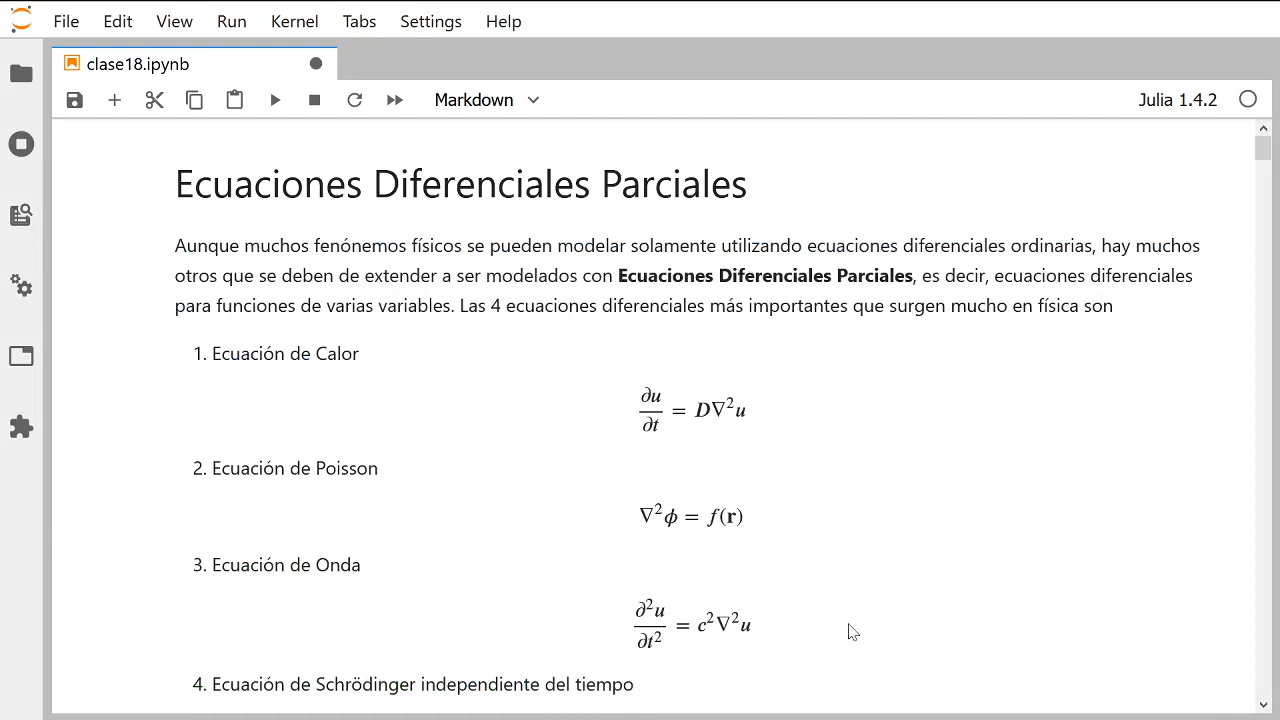 File Edit View Run Kernel Tabs Settings Help
clase18.ipynb
Markdown
Julia 1.4.2
Ecuaciones Diferenciales Parciales
Aunque muchos fenónemos físicos se pueden modelar solamente utilizando ecuaciones diferenciales ordinarias, hay muchos
otros que se deben de extender a ser modelados con Ecuaciones Diferenciales Parciales, es decir, ecuaciones diferenciales
para funciones de varias variables. Las 4 ecuaciones diferenciales más importantes que surgen mucho en física son
1. Ecuación de Calor
∂u/∂t = D∇²u
2. Ecuación de Poisson
∇²ϕ = f(r)
3. Ecuación de Onda
∂²u/∂t² = c²∇²u
4. Ecuación de Schrödinger independiente del tiempo